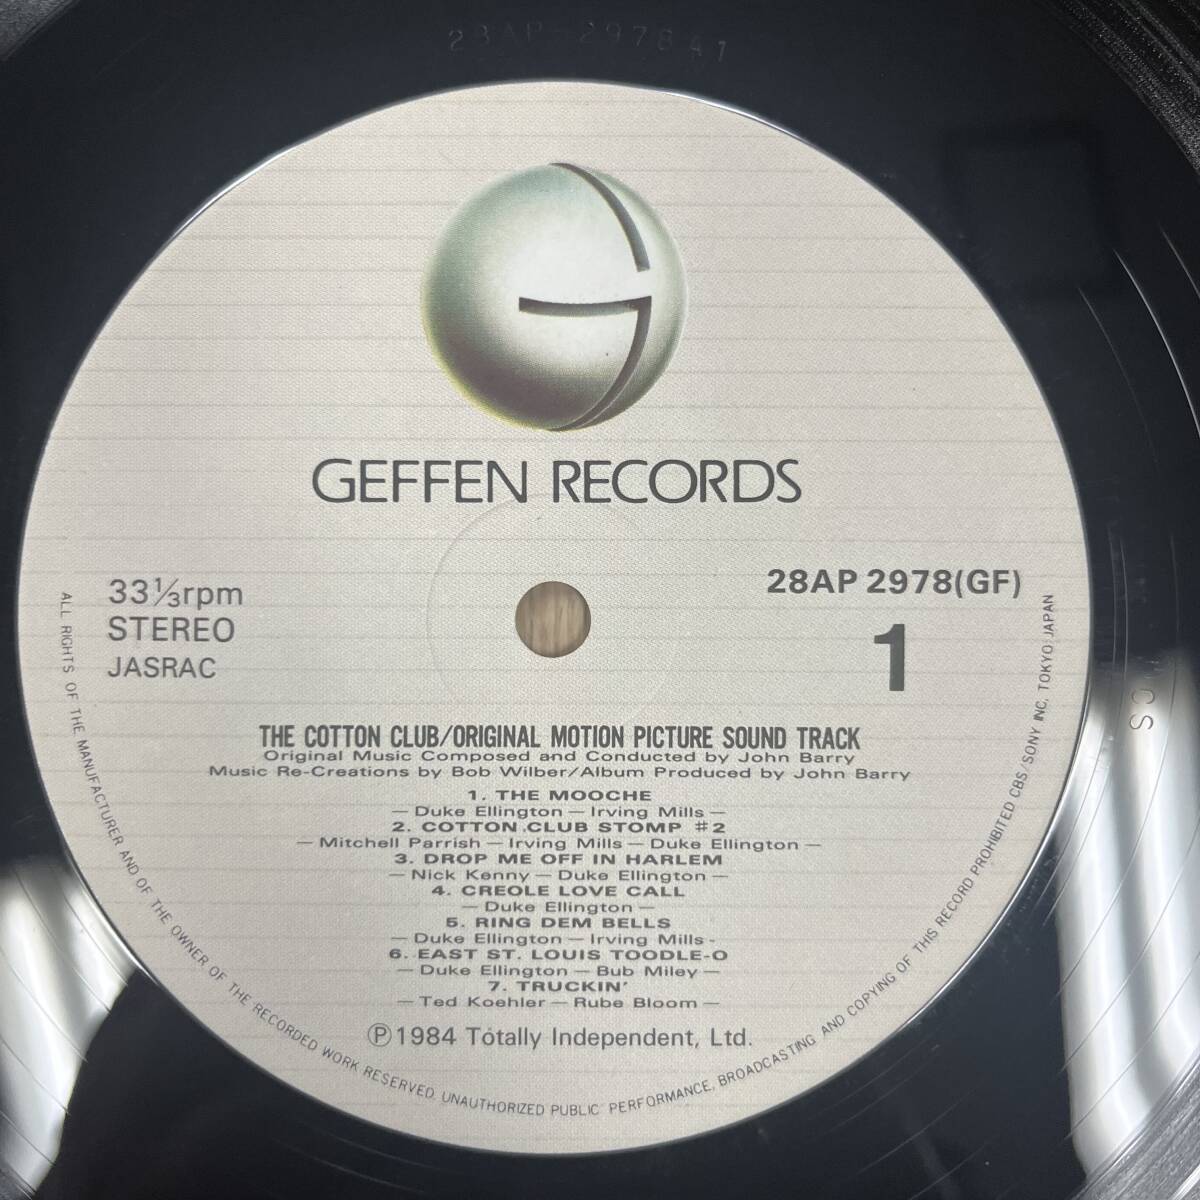 28AP-2978A1
GEFFEN RECORDS
33⅓rpm
STEREO
JASRAC
28AP 2978(GF)
1
THE COTTON CLUB/ORIGINAL MOTION PICTURE SOUND TRACK
Original Music Composed and Conducted by John Barry
Music Re-Creations by Bob Wilber/Album Produced by John Barry
1. THE MOOCHE
— Duke Ellington — Irving Mills —
2. COTTON CLUB STOMP #2
— Mitchell Parrish — Irving Mills — Duke Ellington —
3. DROP ME OFF IN HARLEM
— Nick Kenny — Duke Ellington —
4. CREOLE LOVE CALL
— Duke Ellington —
5. RING DEM BELLS
— Duke Ellington — Irving Mills -
6. EAST ST. LOUIS TOODLE-O
— Duke Ellington — Bub Miley —
7. TRUCKIN'
— Ted Koehler — Rube Bloom —
Ⓟ1984 Totally Independent, Ltd.
ALL RIGHTS OF THE MANUFACTURER AND OF THE OWNER OF THE RECORDED WORK RESERVED. UNAUTHORIZED PUBLIC PERFORMANCE, BROADCASTING AND COPYING OF THIS RECORD PROHIBITED CBS/SONY INC. TOKYO JAPAN
CS